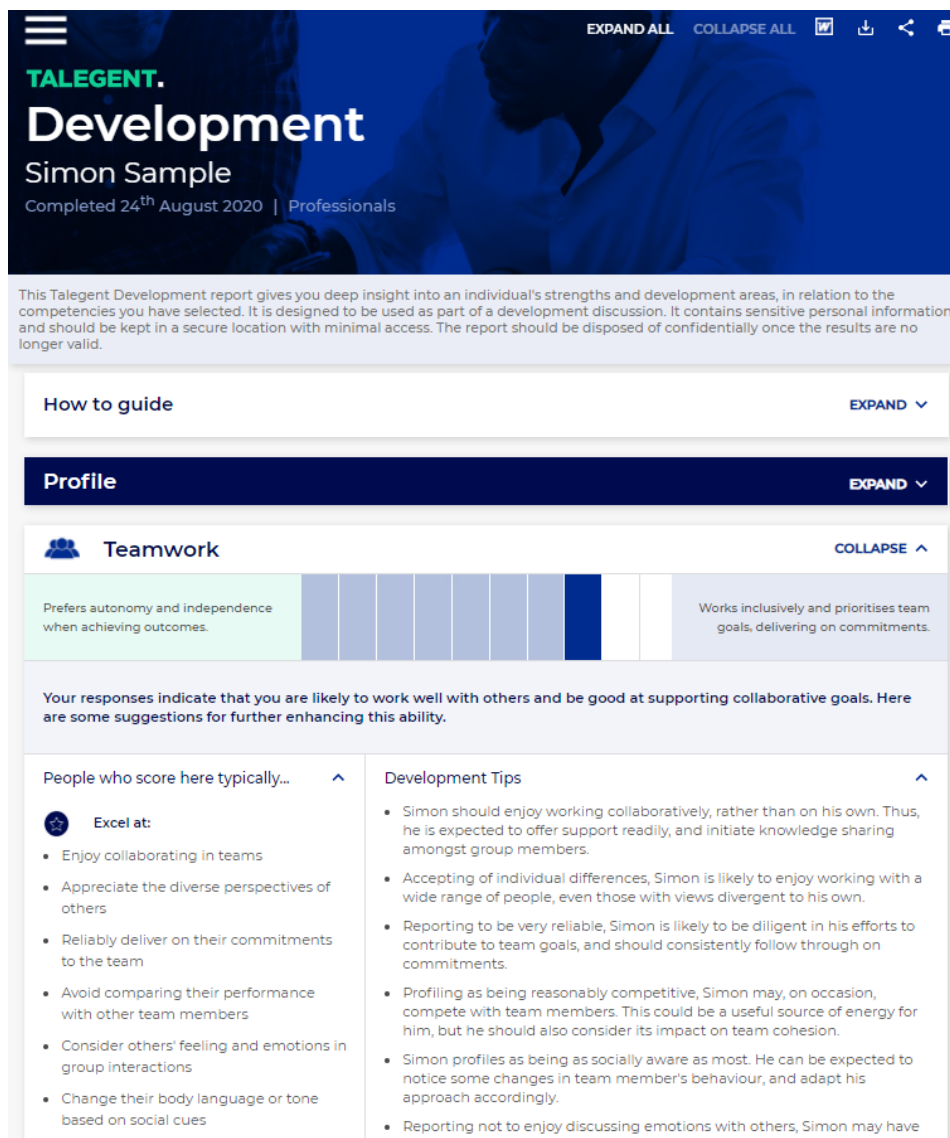 EXPAND ALL COLLAPSE ALL
TALEGENT.
Development
Simon Sample
Completed 24th August 2020 | Professionals
This Talegent Development report gives you deep insight into an individual's strengths and development areas, in relation to the
competencies you have selected. It is designed to be used as part of a development discussion. It contains sensitive personal information
and should be kept in a secure location with minimal access. The report should be disposed of confidentially once the results are no
longer valid.
How to guide
EXPAND
Profile
EXPAND
Teamwork
COLLAPSE
Prefers autonomy and independence
when achieving outcomes.
Works inclusively and prioritises team
goals, delivering on commitments.
Your responses indicate that you are likely to work well with others and be good at supporting collaborative goals. Here
are some suggestions for further enhancing this ability.
People who score here typically...
Excel at:
• Enjoy collaborating in teams
• Appreciate the diverse perspectives of
others
• Reliably deliver on their commitments
to the team
• Avoid comparing their performance
with other team members
• Consider others' feeling and emotions in
group interactions
• Change their body language or tone
based on social cues
Development Tips
• Simon should enjoy working collaboratively, rather than on his own. Thus,
he is expected to offer support readily, and initiate knowledge sharing
amongst group members.
• Accepting of individual differences, Simon is likely to enjoy working with a
wide range of people, even those with views divergent to his own.
• Reporting to be very reliable, Simon is likely to be diligent in his efforts to
contribute to team goals, and should consistently follow through on
commitments.
• Profiling as being reasonably competitive, Simon may, on occasion,
compete with team members. This could be a useful source of energy for
him, but he should also consider its impact on team cohesion.
• Simon profiles as being as socially aware as most. He can be expected to
notice some changes in team member's behaviour, and adapt his
approach accordingly.
• Reporting not to enjoy discussing emotions with others, Simon may have